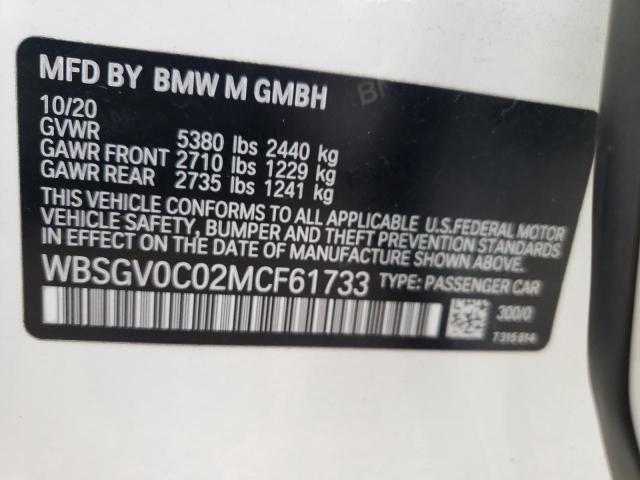 MFD BY BMW M GMBH
10/20
GVWR 5380 lbs 2440 kg
GAWR FRONT 2710 lbs 1229 kg
GAWR REAR 2735 lbs 1241 kg
THIS VEHICLE CONFORMS TO ALL APPLICABLE U.S.FEDERAL MOTOR
VEHICLE SAFETY, BUMPER AND THEFT PREVENTION STANDARDS
IN EFFECT ON THE DATE OF MANUFACTURE SHOWN ABOVE.
WBSGV0C02MCF61733 TYPE: PASSENGER CAR
300/0
7315814